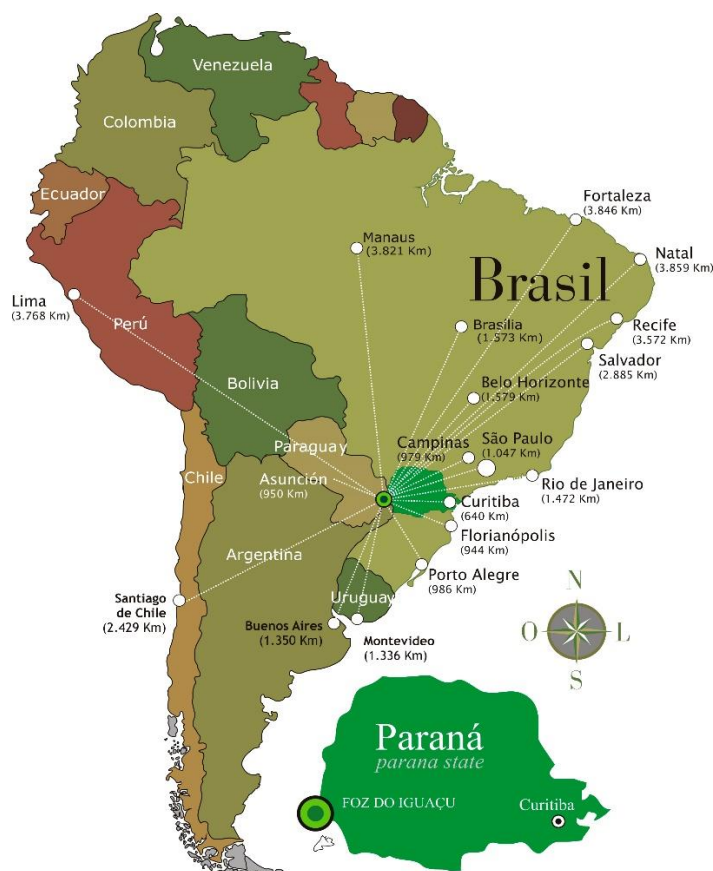 Venezuela
Colombia
Ecuador
Fortaleza
(3.846 Km)
Manaus
(3.821 Km)
Brasil
Natal
(3.859 Km)
Lima
(3.768 Km)
Perú
Brasilia
(1.573 Km)
Recife
(3.572 Km)
Salvador
(2.885 Km)
Bolivia
Belo Horizonte
(1.579 Km)
Paraguay
Campinas
(979 Km)
São Paulo
(1.047 Km)
Chile
Asunción
(950 Km)
Rio de Janeiro
(1.472 Km)
Curitiba
(640 Km)
Florianópolis
(944 Km)
Argentina
Porto Alegre
(986 Km)
Santiago
de Chile
(2.429 Km)
Uruguay
Buenos Aires
(1.350 Km)
Montevideo
(1.336 Km)
N
O
L
S
Paraná
parana state
FOZ DO IGUAÇU
Curitiba